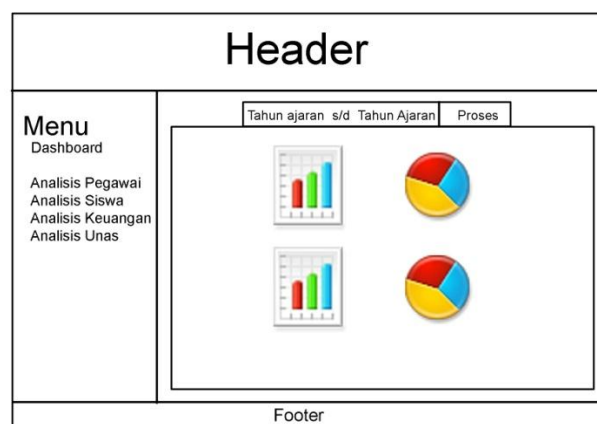 Header
Menu
Dashboard
Analisis Pegawai
Analisis Siswa
Analisis Keuangan
Analisis Unas
Tahun ajaran s/d Tahun Ajaran Proses
Footer